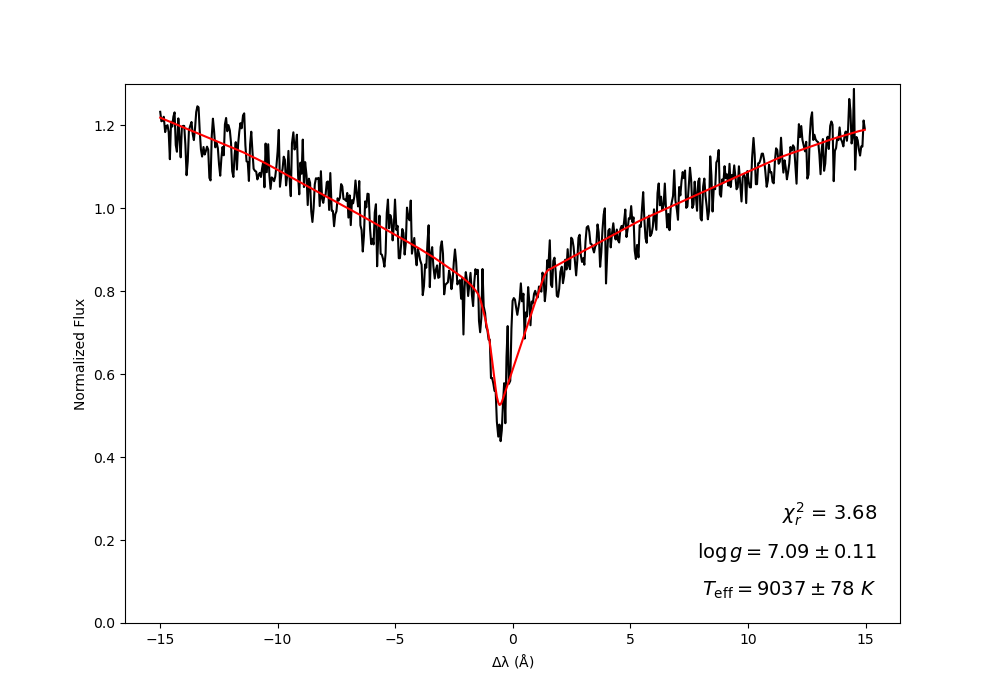 Normalized Flux
1.2
1.0
0.8
0.6
0.4
0.2
0.0
χ²ᵣ = 3.68
log g = 7.09 ± 0.11
T_eff = 9037 ± 78 K
−15 −10 −5 0 5 10 15
Δλ (Å)